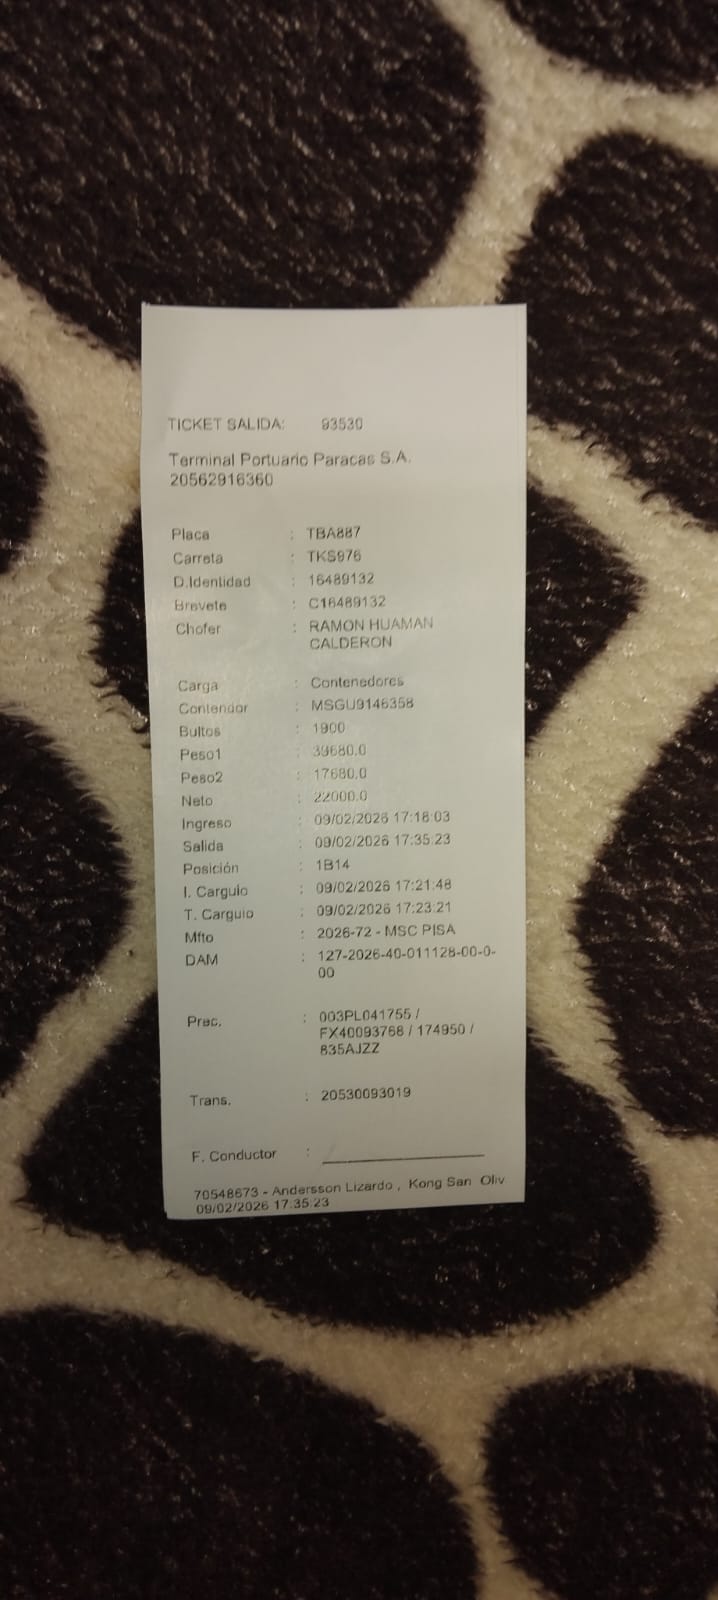 TICKET SALIDA: 93530
Terminal Portuario Paracas S.A.
20562916360
Placa : TBA887
Carreta : TKS976
D.Identidad : 16489132
Brevete : C16489132
Chofer : RAMON HUAMAN
CALDERON
Carga : Contenedores
Contendor : MSGU9146358
Bultos : 1900
Peso1 : 39680.0
Peso2 : 17680.0
Neto : 22000.0
Ingreso : 09/02/2026 17:18:03
Salida : 09/02/2026 17:35:23
Posición : 1B14
I. Carguio : 09/02/2026 17:21:48
T. Carguio : 09/02/2026 17:23:21
Mfto : 2026-72 - MSC PISA
DAM : 127-2026-40-011128-00-0-
00
Prec. : 003PL041755 /
FX40093768 / 174950 /
835AJZZ
Trans. : 20530093019
F. Conductor :
70548673 - Andersson Lizardo , Kong San Oliv
09/02/2026 17:35:23